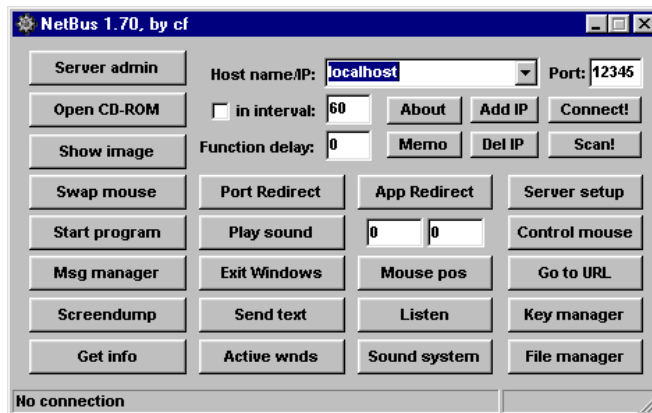 NetBus 1.70, by cf
Server admin
Host name/IP: localhost Port: 12345
Open CD-ROM
in interval: 60 About Add IP Connect!
Show image
Function delay: 0 Memo Del IP Scan!
Swap mouse Port Redirect App Redirect Server setup
Start program Play sound 0 0 Control mouse
Msg manager Exit Windows Mouse pos Go to URL
Screendump Send text Listen Key manager
Get info Active wnds Sound system File manager
No connection